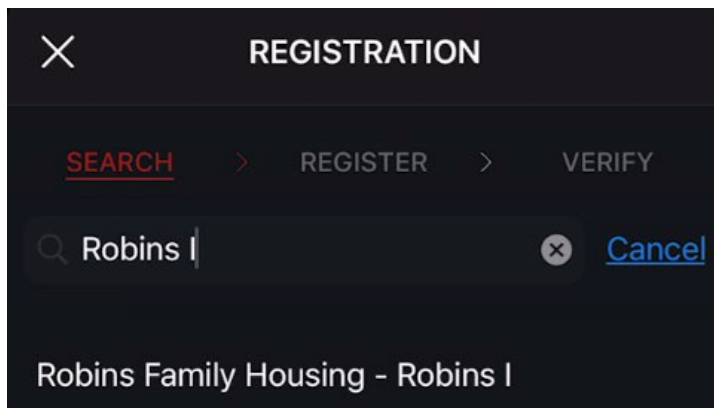 REGISTRATION
SEARCH > REGISTER > VERIFY
Robins I Cancel
Robins Family Housing - Robins I